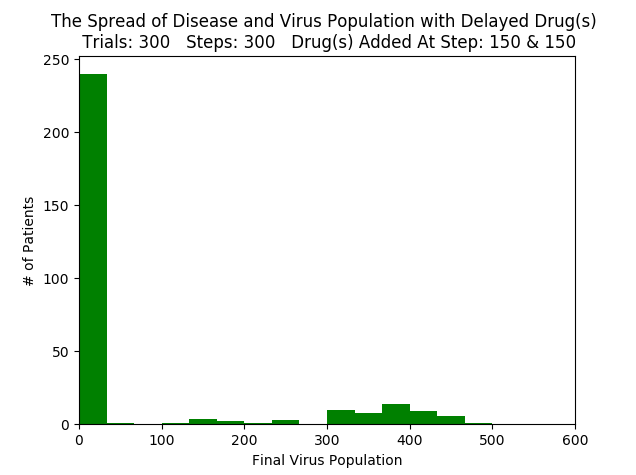 The Spread of Disease and Virus Population with Delayed Drug(s)
Trials: 300   Steps: 300   Drug(s) Added At Step: 150 & 150
250
200
150
100
50
0
# of Patients
0 100 200 300 400 500 600
Final Virus Population